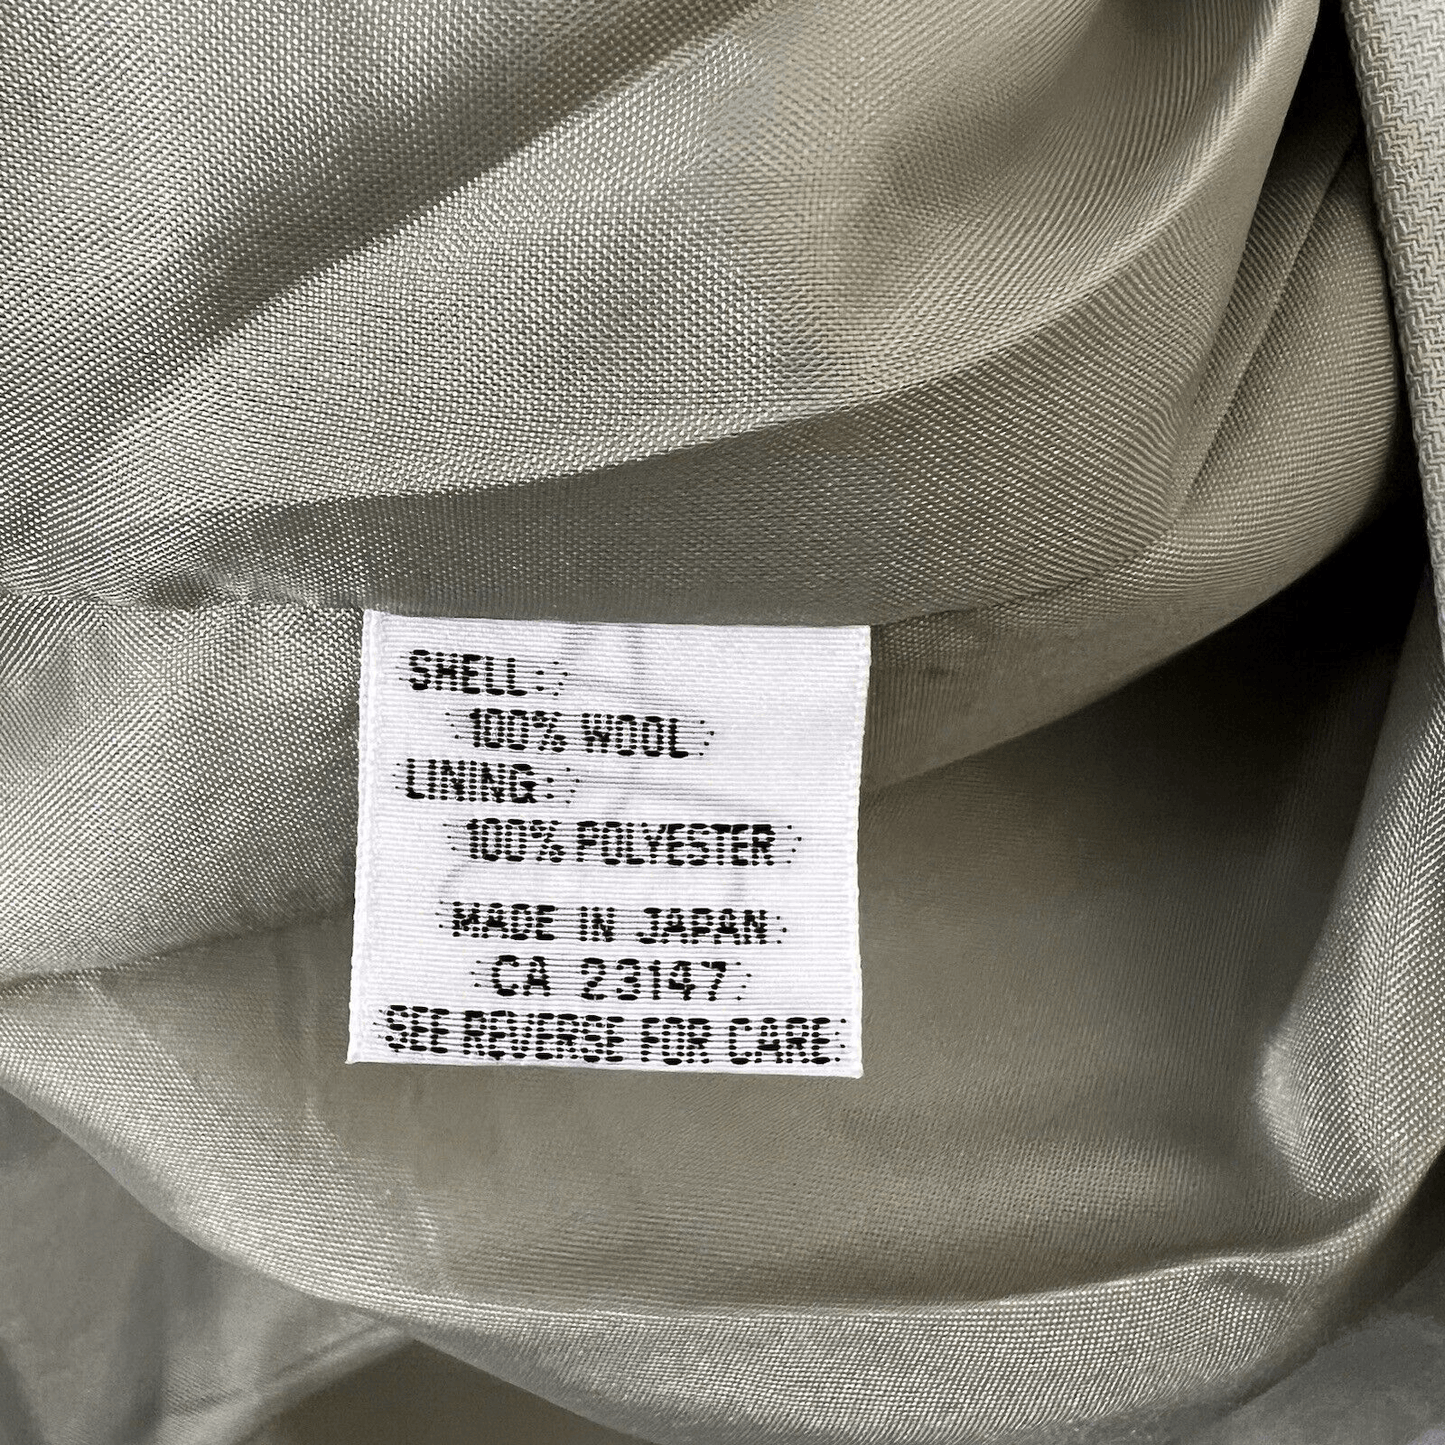 SHELL:
100% WOOL
LINING:
100% POLYESTER
MADE IN JAPAN
CA 23147
SEE REVERSE FOR CARE